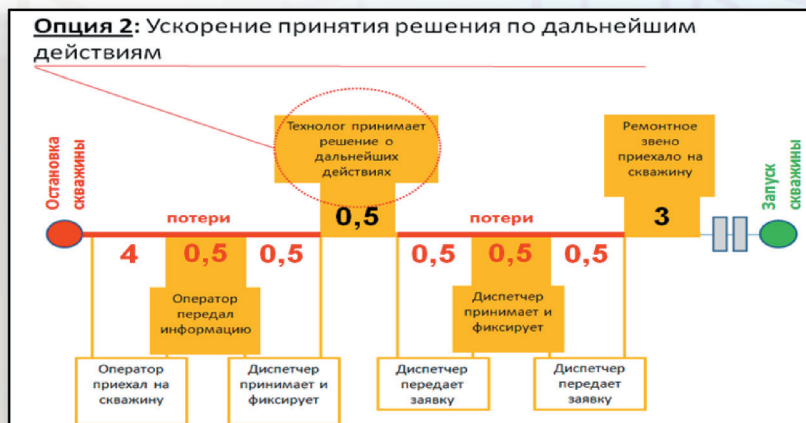 Опция 2: Ускорение принятия решения по дальнейшим
действиям
Остановка
скважины
Технолог принимает
решение о
дальнейших
действиях
Ремонтное
звено
приехало на
скважину
Запуск
скважины
потери
0,5
потери
3
4
0,5
0,5
0,5
0,5
0,5
Оператор
передал
информацию
Диспетчер
принимает и
фиксирует
Оператор
приехал на
скважину
Диспетчер
принимает и
фиксирует
Диспетчер
передает
заявку
Диспетчер
передает
заявку